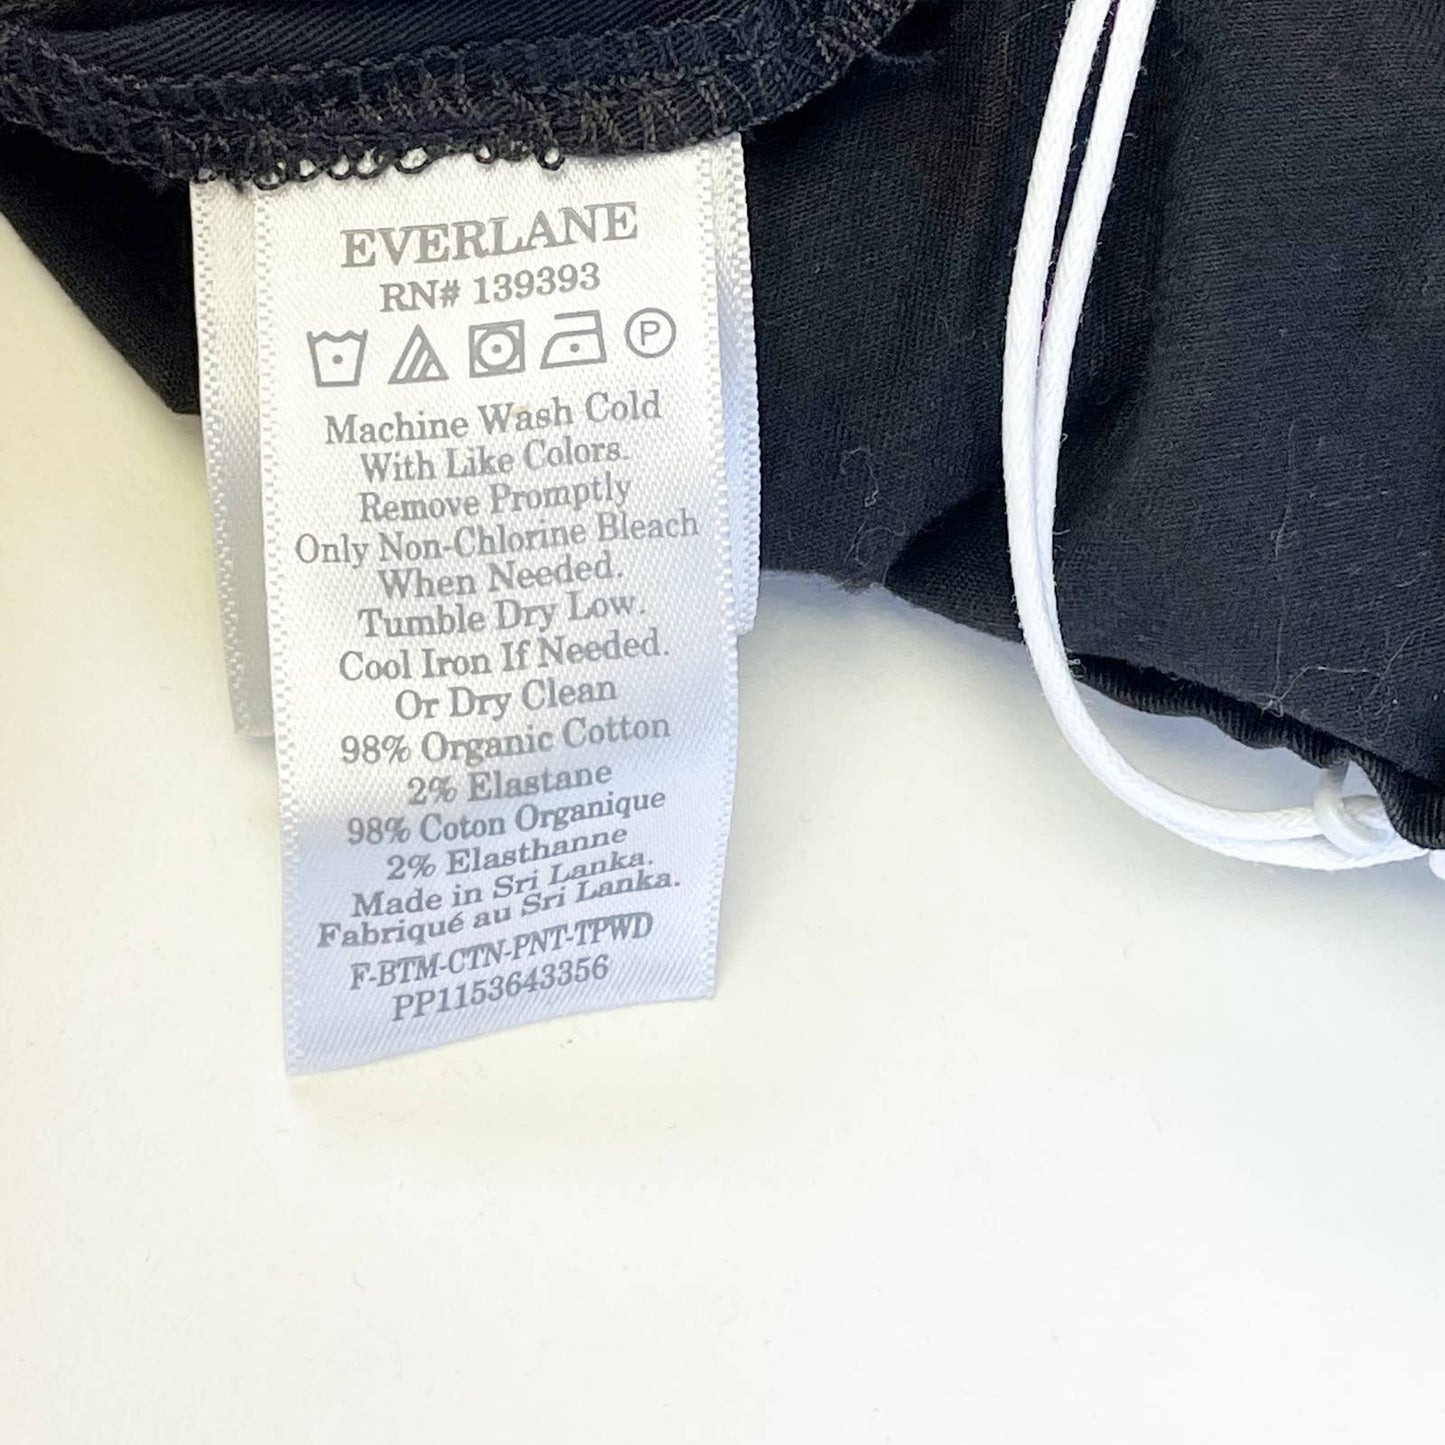 EVERLANE
RN# 139393
P
Machine Wash Cold
With Like Colors.
Remove Promptly
Only Non-Chlorine Bleach
When Needed.
Tumble Dry Low.
Cool Iron If Needed.
Or Dry Clean
98% Organic Cotton
2% Elastane
98% Coton Organique
2% Elasthanne
Made in Sri Lanka.
Fabriqué au Sri Lanka.
F-BTM-CTN-PNT-TPWD
PP1153643356